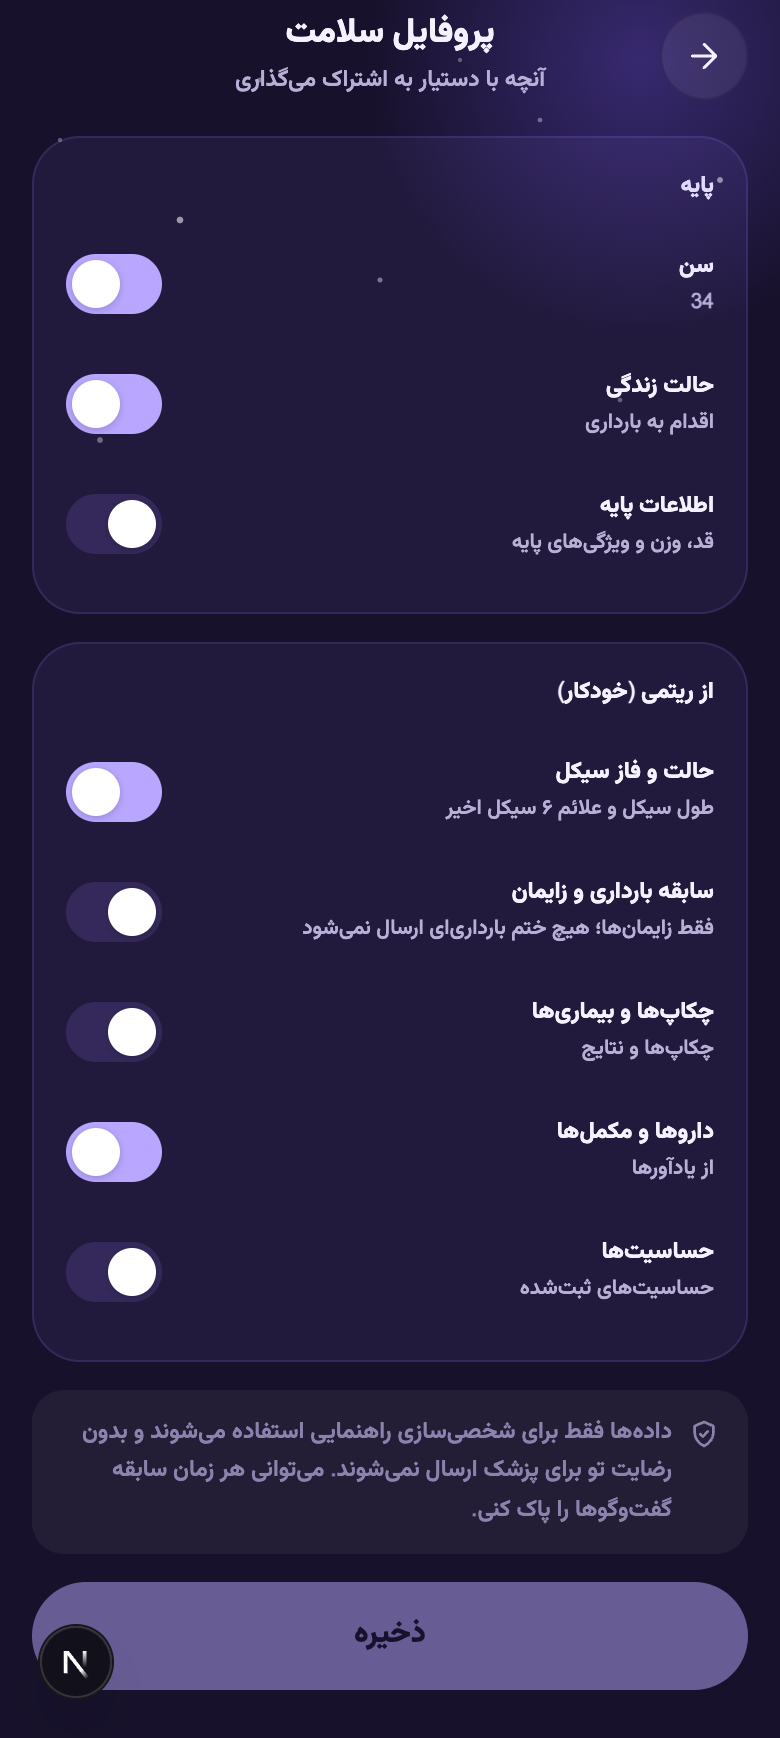 پروفایل سلامت
آنچه با دستیار به اشتراک می‌گذاری
پایه
سن
34
حالت زندگی
اقدام به بارداری
اطلاعات پایه
قد، وزن و ویژگی‌های پایه
از ریتمی (خودکار)
حالت و فاز سیکل
طول سیکل و علائم ۶ سیکل اخیر
سابقه بارداری و زایمان
فقط زایمان‌ها؛ هیچ ختم بارداری‌ای ارسال نمی‌شود
چکاپ‌ها و بیماری‌ها
چکاپ‌ها و نتایج
داروها و مکمل‌ها
از یادآورها
حساسیت‌ها
حساسیت‌های ثبت‌شده
داده‌ها فقط برای شخصی‌سازی راهنمایی استفاده می‌شوند و بدون
رضایت تو برای پزشک ارسال نمی‌شوند. می‌توانی هر زمان سابقه
گفت‌وگوها را پاک کنی.
ذخیره
N